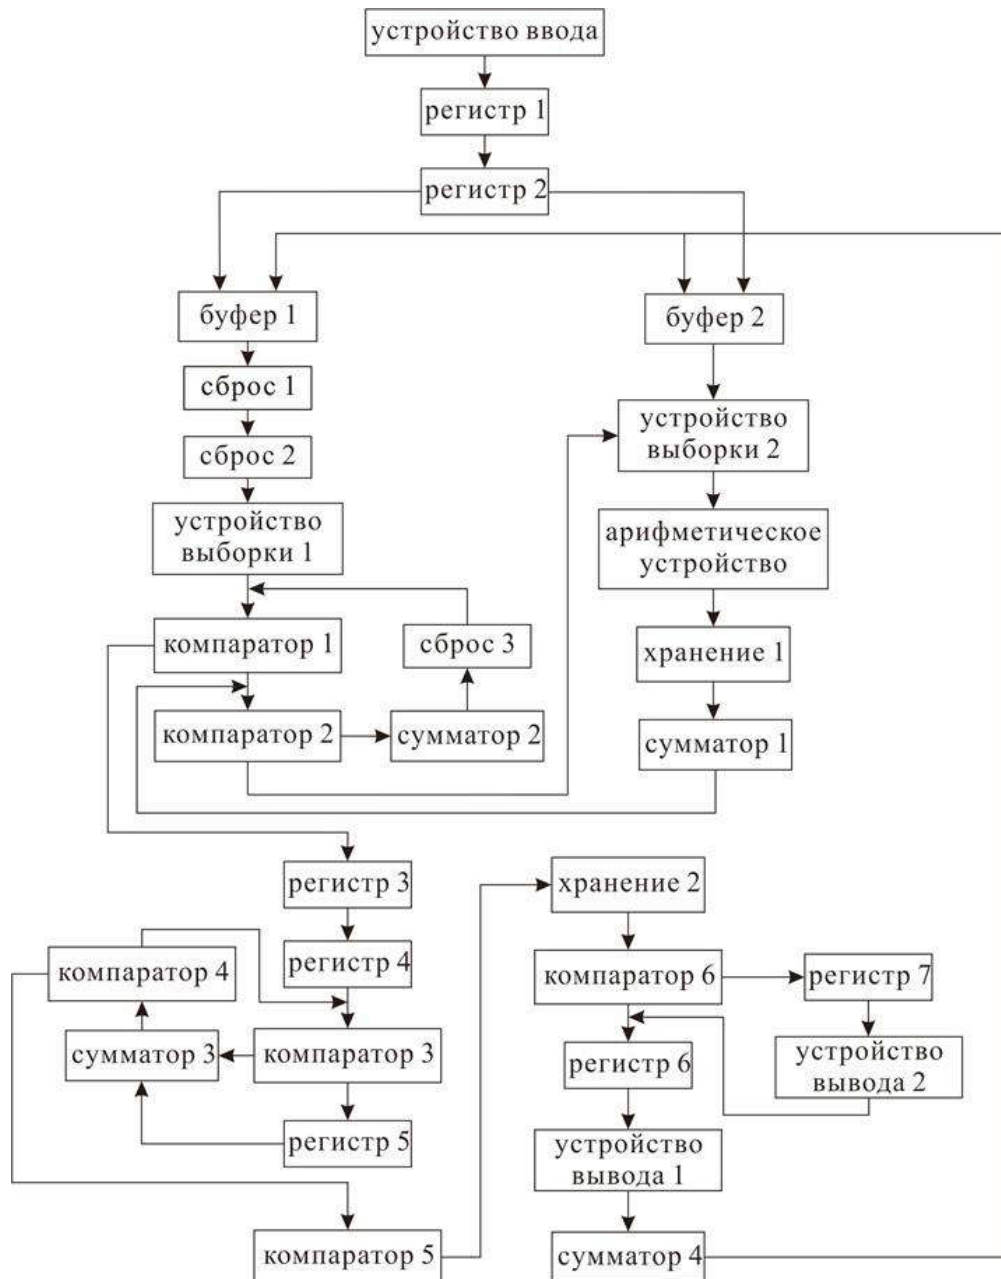 устройство ввода
регистр 1
регистр 2
буфер 1
буфер 2
сброс 1
сброс 2
устройство
выборки 2
устройство
выборки 1
арифметическое
устройство
компаратор 1
сброс 3
хранение 1
компаратор 2
сумматор 2
сумматор 1
регистр 3
хранение 2
регистр 4
компаратор 4
компаратор 6
регистр 7
сумматор 3
компаратор 3
регистр 6
устройство
вывода 2
регистр 5
устройство
вывода 1
компаратор 5
сумматор 4